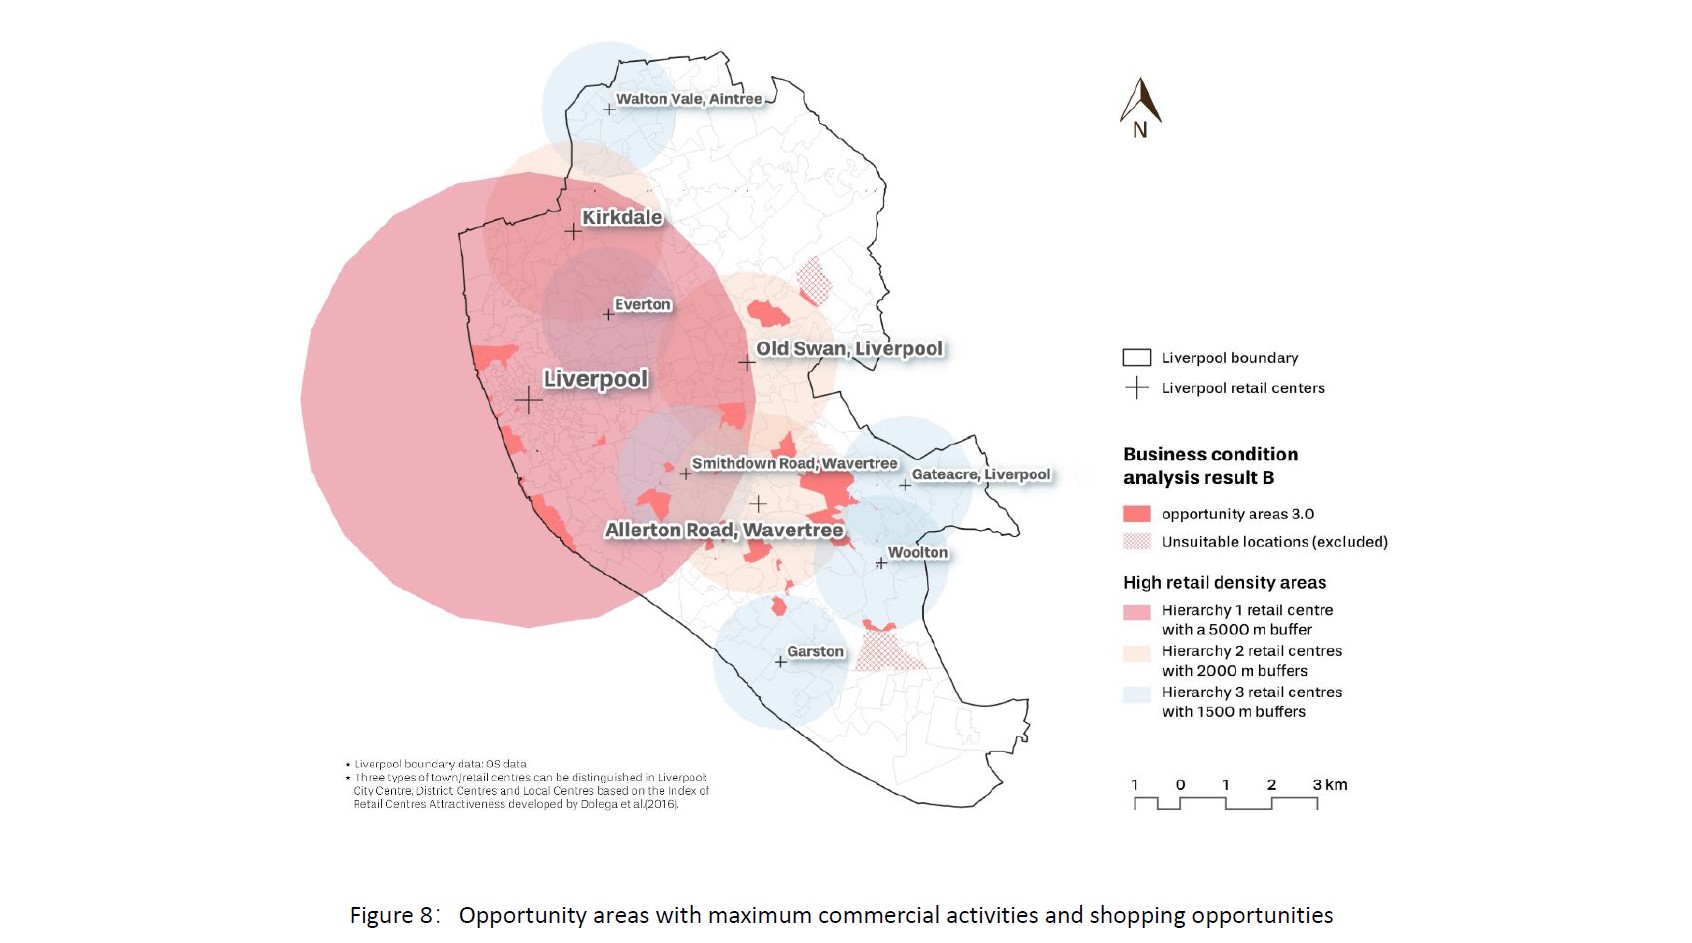 Walton Vale, Aintree
N
Kirkdale
Everton
Old Swan, Liverpool
Liverpool
Smithdown Road, Wavertree
Gateacre, Liverpool
Allerton Road, Wavertree
Woolton
Garston
Liverpool boundary
Liverpool retail centers
Business condition
analysis result B
opportunity areas 3.0
Unsuitable locations (excluded)
High retail density areas
Hierarchy 1 retail centre
with a 5000 m buffer
Hierarchy 2 retail centres
with 2000 m buffers
Hierarchy 3 retail centres
with 1500 m buffers
1 0 1 2 3 km
* Liverpool boundary data: OS data
* Three types of town/retail centres can be distinguished in Liverpool:
City Centre, District Centres and Local Centres based on the Index of
Retail Centres Attractiveness developed by Dolega et al.(2016).
Figure 8: Opportunity areas with maximum commercial activities and shopping opportunities